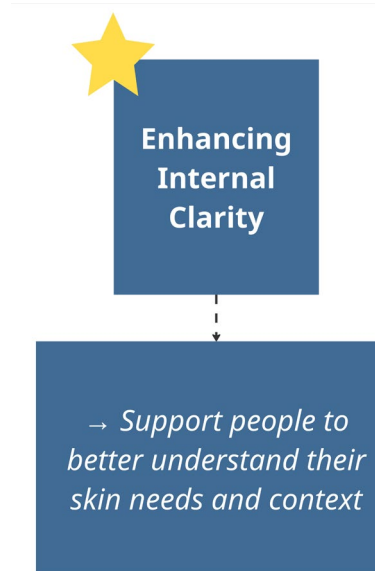 Enhancing
Internal
Clarity
→ Support people to
better understand their
skin needs and context